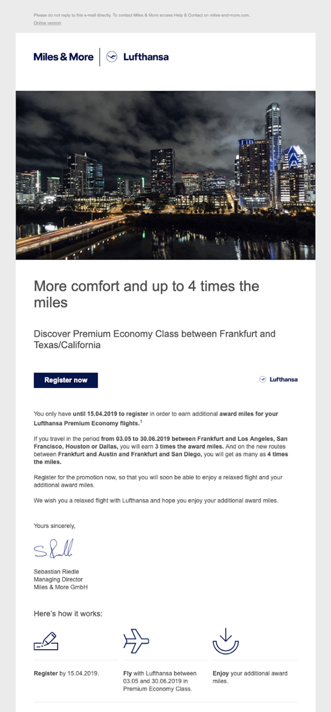 Please do not reply to this e-mail directly. To contact Miles & More access Help & Contact on miles-and-more.com.
Online version
Miles & More Lufthansa
More comfort and up to 4 times the
miles
Discover Premium Economy Class between Frankfurt and
Texas/California
Register now
Lufthansa
You only have until 15.04.2019 to register in order to earn additional award miles for your
Lufthansa Premium Economy flights.¹
If you travel in the period from 03.05 to 30.06.2019 between Frankfurt and Los Angeles, San
Francisco, Houston or Dallas, you will earn 3 times the award miles. And on the new routes
between Frankfurt and Austin and Frankfurt and San Diego, you will get as many as 4 times
the miles.
Register for the promotion now, so that you will soon be able to enjoy a relaxed flight and your
additional award miles.
We wish you a relaxed flight with Lufthansa and hope you enjoy your additional award miles.
Yours sincerely,
Sebastian Riedle
Managing Director
Miles & More GmbH
Here's how it works:
Register by 15.04.2019.
Fly with Lufthansa between
03.05 and 30.06.2019 in
Premium Economy Class.
Enjoy your additional award
miles.